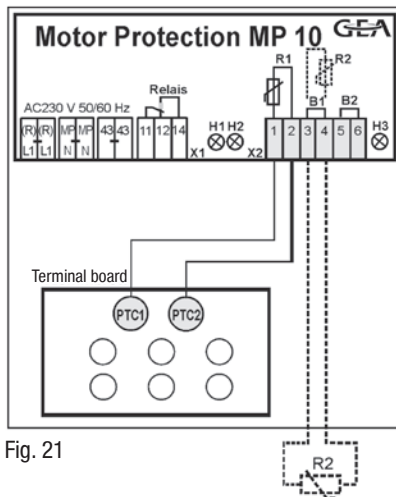 Motor Protection MP 10 GEA
R1 R2
Relais
AC230 V 50/60 Hz
B1 B2
(R) (R) MP MP 43 43 11 12 14 H1 H2 1 2 3 4 5 6 H3
L1 L1 N N X1 X2
Terminal board
PTC1 PTC2
Fig. 21
R2